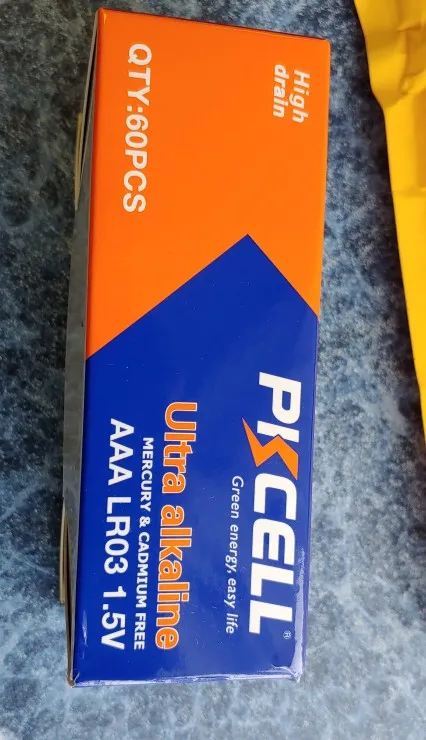 High
drain
QTY:60PCS
PKCELL®
Green energy, easy life
Ultra alkaline
MERCURY & CADMIUM FREE
AAA LR03 1.5V